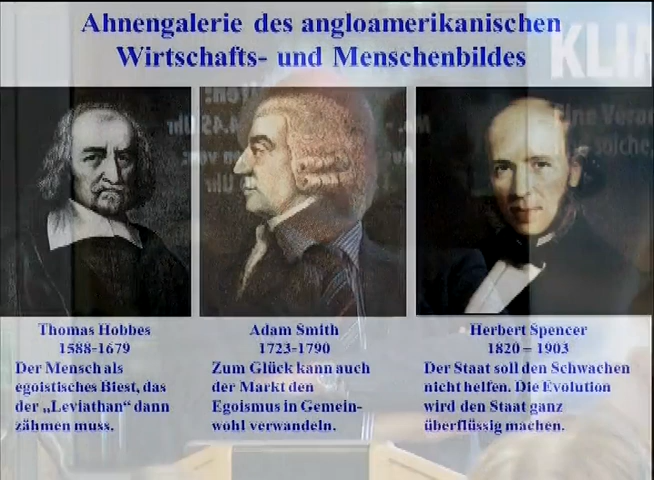 Ahnengalerie des angloamerikanischen
Wirtschafts- und Menschenbildes
Thomas Hobbes
1588-1679
Der Mensch als
egoistisches Biest, das
der „Leviathan“ dann
zähmen muss.
Adam Smith
1723-1790
Zum Glück kann auch
der Markt den
Egoismus in Gemein-
wohl verwandeln.
Herbert Spencer
1820 – 1903
Der Staat soll den Schwachen
nicht helfen. Die Evolution
wird den Staat ganz
überflüssig machen.